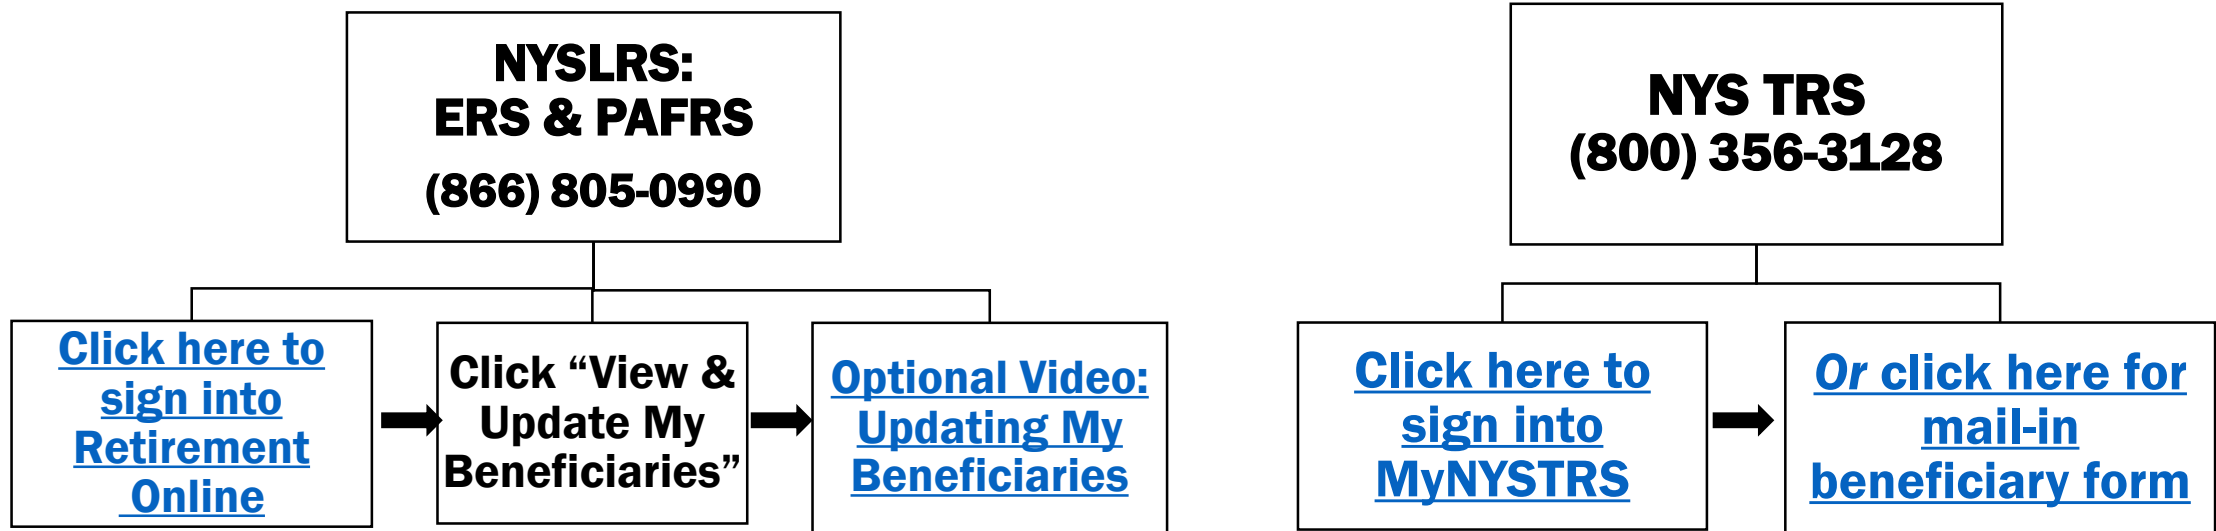 NYSLRS:
ERS & PAFRS
(866) 805-0990
Click here to
sign into
Retirement
Online
Click “View &
Update My
Beneficiaries”
Optional Video:
Updating My
Beneficiaries
NYS TRS
(800) 356-3128
Click here to
sign into
MyNYSTRS
Or click here for
mail-in
beneficiary form